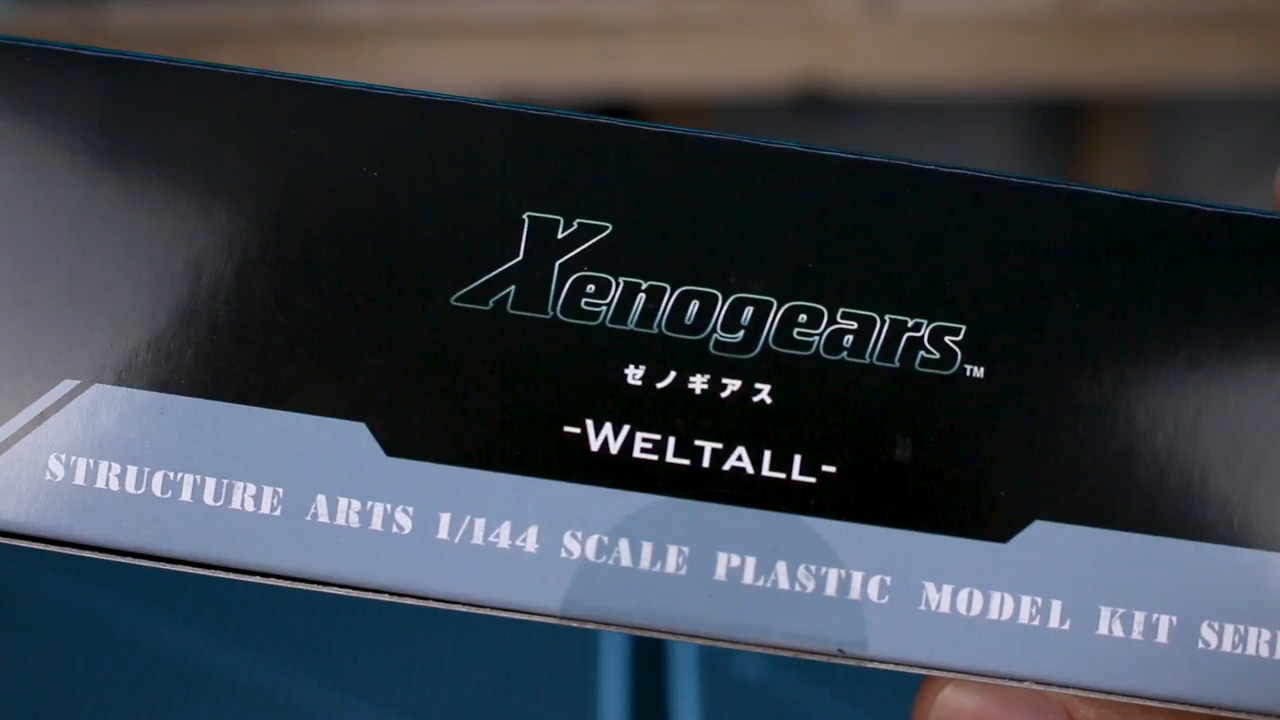 Xenogears™
ゼノギアス
-WELTALL-
STRUCTURE ARTS 1/144 SCALE PLASTIC MODEL KIT